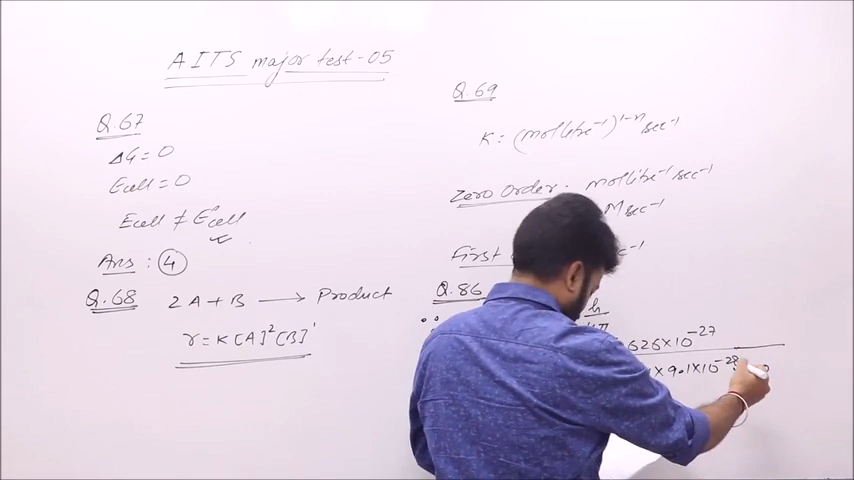 AITS major test-05
Q.67
ΔG = 0
Ecell = 0
Ecell ≠ E°cell
Ans : 4
Q.68 2A + B → Product
r = K[A]²[B]¹
Q.69
K = (mol litre⁻¹)¹⁻ⁿ sec⁻¹
Zero Order: mol litre⁻¹ sec⁻¹
M sec⁻¹
First
Q.86 h
4π
626×10⁻²⁷
×9.1×10⁻²⁸